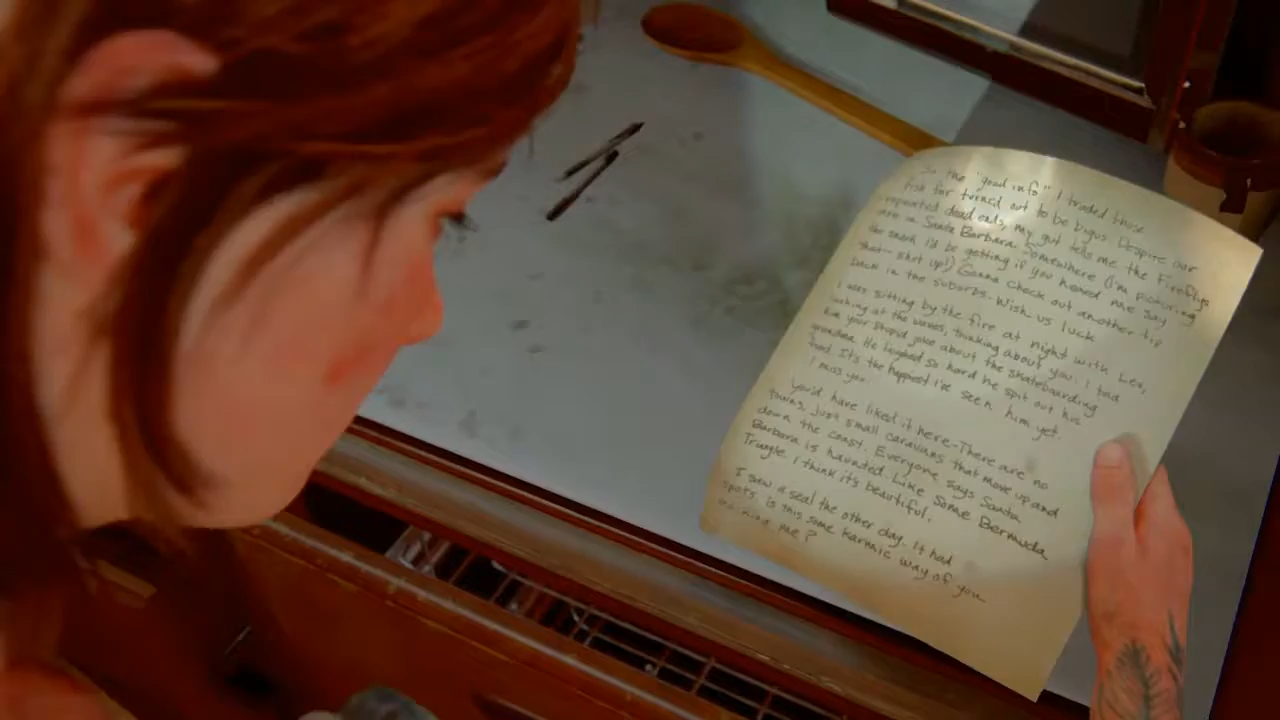 So the "good info" I traded those
fish for turned out to be bogus. Despite our
repeated dead ends, my gut tells me the Fireflys
are in Santa Barbara. Somewhere (I'm picturing
the smark I'd be getting if you heard me say
that— shut up!) Gonna check out another tip
back in the suburbs. Wish us luck
I was sitting by the fire at night with Lev,
looking at the waves, thinking about you. I told
him your stupid joke about the skateboarding
grandma. He laughed so hard he spit out his
food. It's the happiest I've seen him yet.
I miss you.
You'd have liked it here-There are no
towns, just small caravans that move up and
down the coast. Everyone says Santa
Barbara is haunted. Like Some Bermuda
Triangle. I think it's beautiful.
I saw a seal the other day. It had
spots. is this some karmic way of you
me?